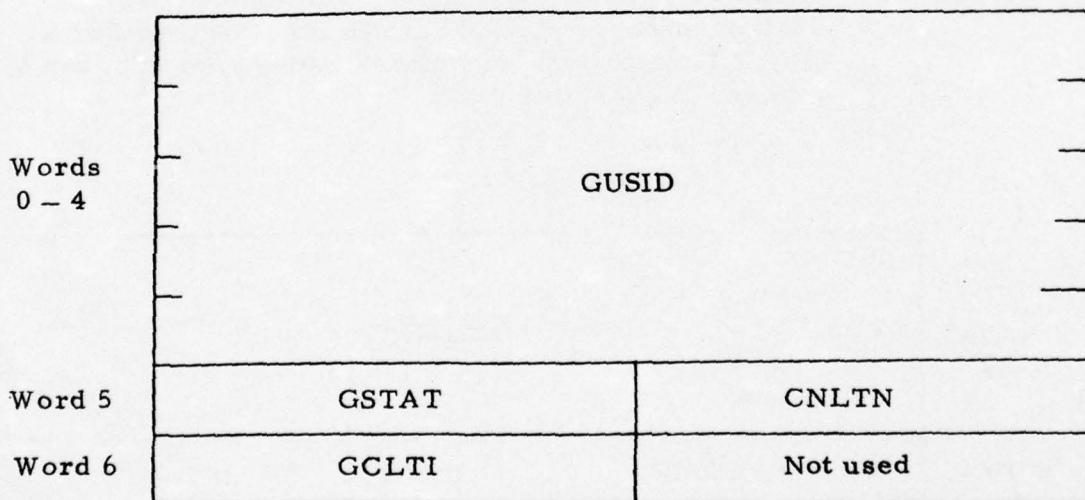 Words
0 – 4
GUSID
Word 5
GSTAT
CNLTN
Word 6
GCLTI
Not used